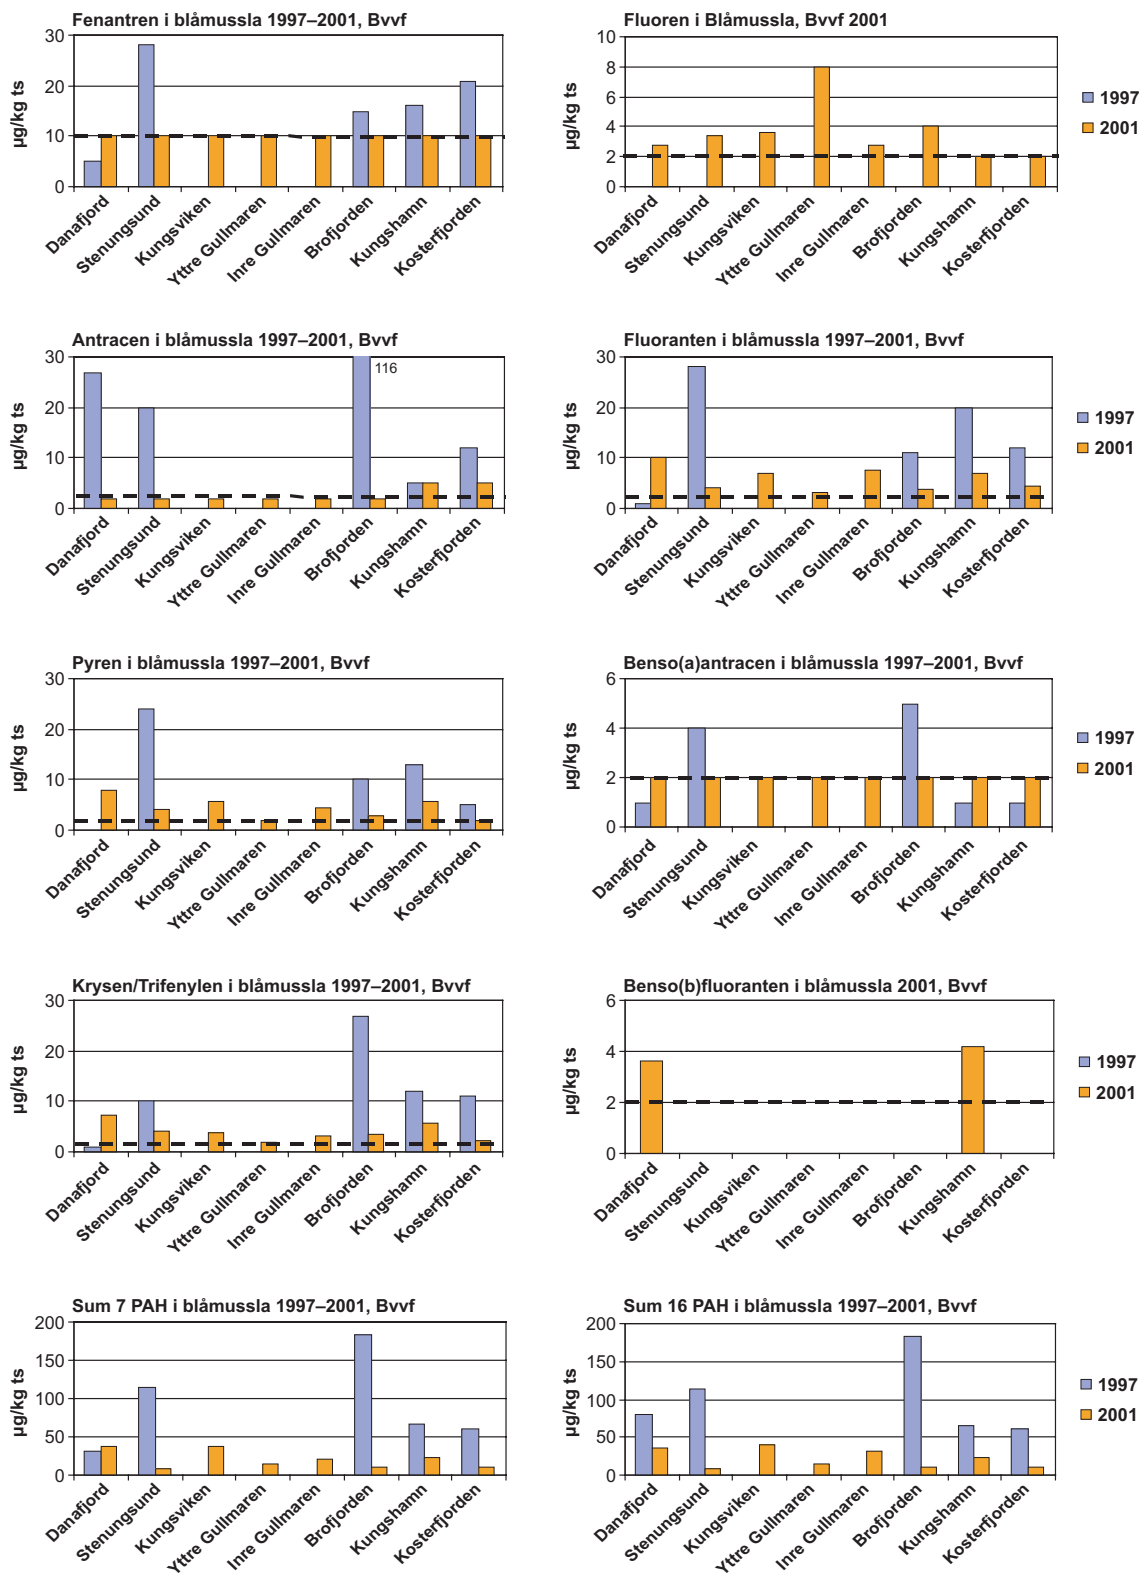 Fenantren i blåmussla 1997–2001, Bvvf
µg/kg ts
30
20
10
0
Danafjord
Stenungsund
Kungsviken
Yttre Gullmaren
Inre Gullmaren
Brofjorden
Kungshamn
Kosterfjorden
Fluoren i Blåmussla, Bvvf 2001
µg/kg ts
10
8
6
4
2
0
Danafjord
Stenungsund
Kungsviken
Yttre Gullmaren
Inre Gullmaren
Brofjorden
Kungshamn
Kosterfjorden
1997
2001
Antracen i blåmussla 1997–2001, Bvvf
µg/kg ts
30
20
10
0
116
Danafjord
Stenungsund
Kungsviken
Yttre Gullmaren
Inre Gullmaren
Brofjorden
Kungshamn
Kosterfjorden
Fluoranten i blåmussla 1997–2001, Bvvf
µg/kg ts
30
20
10
0
Danafjord
Stenungsund
Kungsviken
Yttre Gullmaren
Inre Gullmaren
Brofjorden
Kungshamn
Kosterfjorden
1997
2001
Pyren i blåmussla 1997–2001, Bvvf
µg/kg ts
30
20
10
0
Danafjord
Stenungsund
Kungsviken
Yttre Gullmaren
Inre Gullmaren
Brofjorden
Kungshamn
Kosterfjorden
Benso(a)antracen i blåmussla 1997–2001, Bvvf
µg/kg ts
6
4
2
0
Danafjord
Stenungsund
Kungsviken
Yttre Gullmaren
Inre Gullmaren
Brofjorden
Kungshamn
Kosterfjorden
1997
2001
Krysen/Trifenylen i blåmussla 1997–2001, Bvvf
µg/kg ts
30
20
10
0
Danafjord
Stenungsund
Kungsviken
Yttre Gullmaren
Inre Gullmaren
Brofjorden
Kungshamn
Kosterfjorden
Benso(b)fluoranten i blåmussla 2001, Bvvf
µg/kg ts
6
4
2
0
Danafjord
Stenungsund
Kungsviken
Yttre Gullmaren
Inre Gullmaren
Brofjorden
Kungshamn
Kosterfjorden
1997
2001
Sum 7 PAH i blåmussla 1997–2001, Bvvf
µg/kg ts
200
150
100
50
0
Danafjord
Stenungsund
Kungsviken
Yttre Gullmaren
Inre Gullmaren
Brofjorden
Kungshamn
Kosterfjorden
Sum 16 PAH i blåmussla 1997–2001, Bvvf
µg/kg ts
200
150
100
50
0
Danafjord
Stenungsund
Kungsviken
Yttre Gullmaren
Inre Gullmaren
Brofjorden
Kungshamn
Kosterfjorden
1997
2001